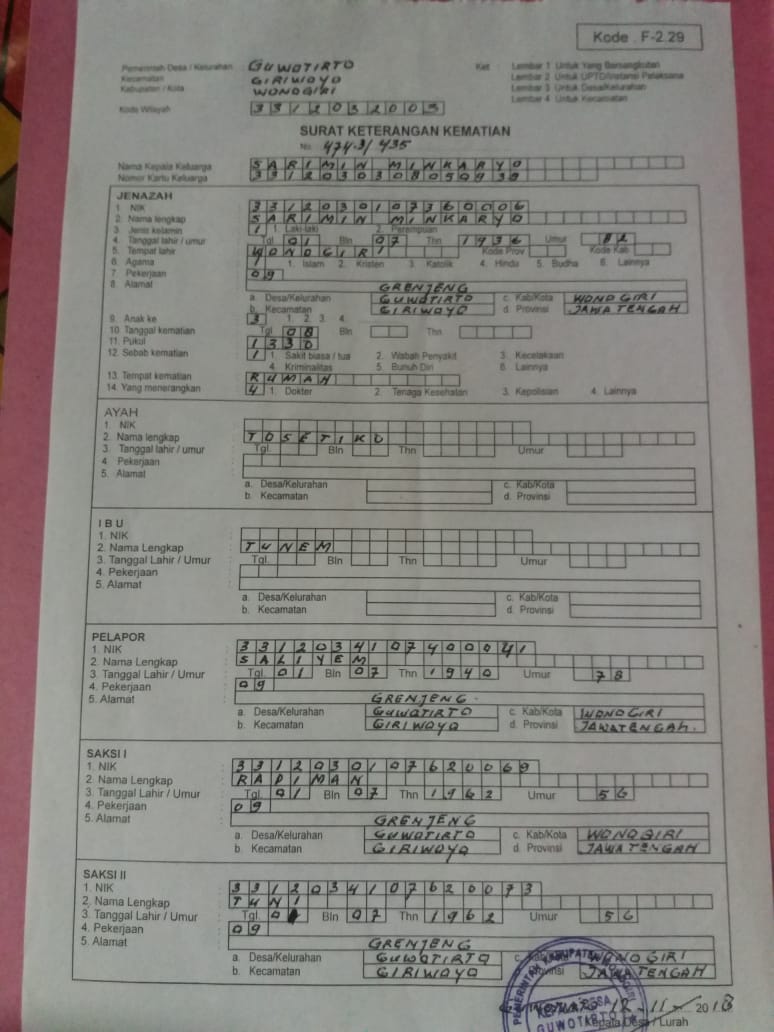 Kode . F-2.29
Pemerintah Desa / Kelurahan : GUWOTIRTO
Kecamatan : GIRIWOYO
Kabupaten / Kota : WONOGIRI
Kode Wilayah : 3312032003
Ket : Lembar 1 Untuk Yang Bersangkutan
Lembar 2 Untuk UPTD/Instansi Pelaksana
Lembar 3 Untuk Desa/Kelurahan
Lembar 4 Untuk Kecamatan
SURAT KETERANGAN KEMATIAN
No. 474.3/435
Nama Kepala Keluarga : SARIMIN MINKARYO
Nomor Kartu Keluarga : 3312030308050938
JENAZAH
1. NIK : 3312030107360006
2. Nama lengkap : SARIMIN MINKARYO
3. Jenis kelamin : 1 1. Laki-laki 2. Perempuan
4. Tanggal lahir / umur : Tgl 01 Bln 07 Thn 1936 Umur 82
5. Tempat lahir : WONOGIRI Kode Prov Kode Kab
6. Agama : 1 1. Islam 2. Kristen 3. Katolik 4. Hindu 5. Budha 6. Lainnya
7. Pekerjaan : 09
8. Alamat : GRENJENG
a. Desa/Kelurahan GUWOTIRTO c. Kab/Kota WONOGIRI
b. Kecamatan GIRIWOYO d. Provinsi JAWA TENGAH
9. Anak ke : 3 1. 2. 3. 4.
10. Tanggal kematian : Tgl 08 Bln Thn
11. Pukul : 1330
12. Sebab kematian : 1 1. Sakit biasa / tua 2. Wabah Penyakit 3. Kecelakaan
4. Kriminalitas 5. Bunuh Diri 6. Lainnya
13. Tempat kematian : RUMAH
14. Yang menerangkan : 4 1. Dokter 2. Tenaga Kesehatan 3. Kepolisian 4. Lainnya
AYAH
1. NIK :
2. Nama lengkap : TOSETIKO
3. Tanggal lahir / umur : Tgl. Bln Thn Umur
4. Pekerjaan :
5. Alamat :
a. Desa/Kelurahan c. Kab/Kota
b. Kecamatan d. Provinsi
I B U
1. NIK :
2. Nama Lengkap : TUNEM
3. Tanggal Lahir / Umur : Tgl. Bln Thn Umur
4. Pekerjaan :
5. Alamat :
a. Desa/Kelurahan c. Kab/Kota
b. Kecamatan d. Provinsi
PELAPOR
1. NIK : 3312034107400041
2. Nama Lengkap : SALIYEM
3. Tanggal Lahir / Umur : Tgl 01 Bln 07 Thn 1940 Umur 78
4. Pekerjaan : 09
5. Alamat : GRENJENG
a. Desa/Kelurahan GUWOTIRTO c. Kab/Kota WONOGIRI
b. Kecamatan GIRIWOYO d. Provinsi JAWATENGAH.
SAKSI I
1. NIK : 3312030107620069
2. Nama Lengkap : RADIMAN
3. Tanggal Lahir / Umur : Tgl. 01 Bln 07 Thn 1962 Umur 56
4. Pekerjaan : 09
5. Alamat : GRENJENG
a. Desa/Kelurahan GUWOTIRTO c. Kab/Kota WONOGIRI
b. Kecamatan GIRIWOYO d. Provinsi JAWA TENGAH
SAKSI II
1. NIK : 3312034107620073
2. Nama Lengkap : TUNI
3. Tanggal Lahir / Umur : Tgl. 01 Bln 07 Thn 1962 Umur 56
4. Pekerjaan : 09
5. Alamat : GRENJENG
a. Desa/Kelurahan GUWOTIRTO c. Kab/Kota WONOGIRI
b. Kecamatan GIRIWOYO d. Provinsi JAWA TENGAH
PEMERINTAH KABUPATEN WONOGIRI
12-11-2018
KEPALA DESA
Kepala Desa / Lurah
GUWOTIRTO